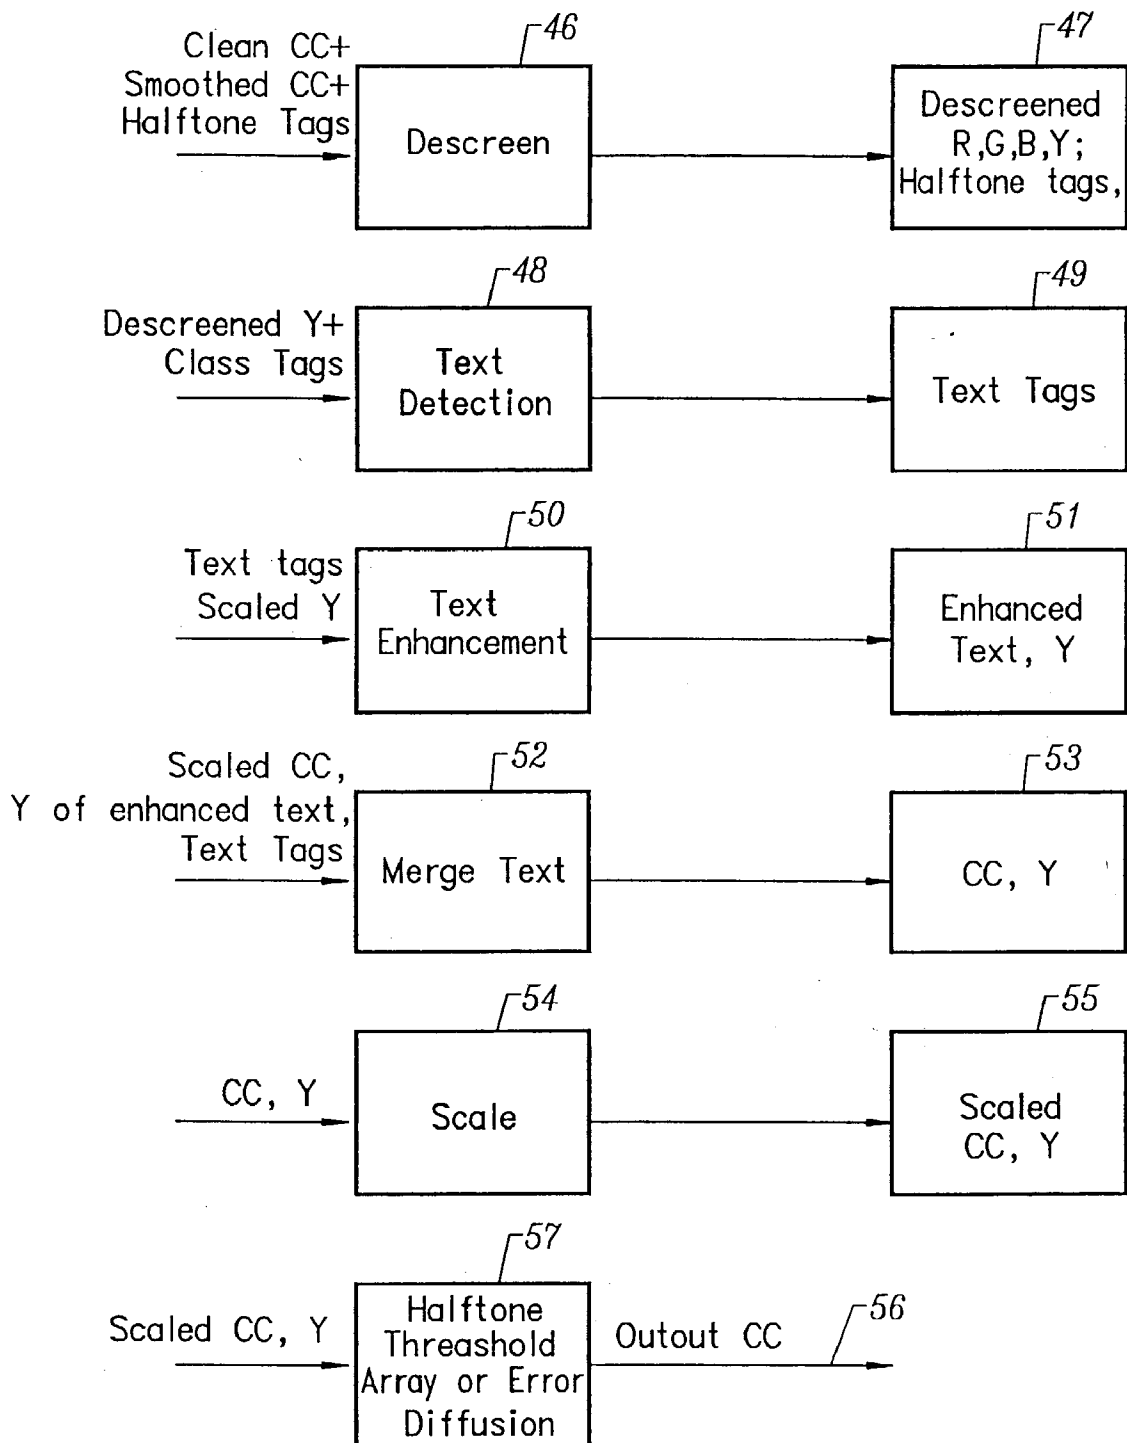 46
47
Clean CC+
Smoothed CC+
Halftone Tags
Descreen
Descreened
R,G,B,Y;
Halftone tags,
48
49
Descreened Y+
Class Tags
Text
Detection
Text Tags
50
51
Text tags
Scaled Y
Text
Enhancement
Enhanced
Text, Y
52
53
Scaled CC,
Y of enhanced text,
Text Tags
Merge Text
CC, Y
54
55
CC, Y
Scale
Scaled
CC, Y
57
56
Scaled CC, Y
Halftone
Threashold
Array or Error
Diffusion
Outout CC